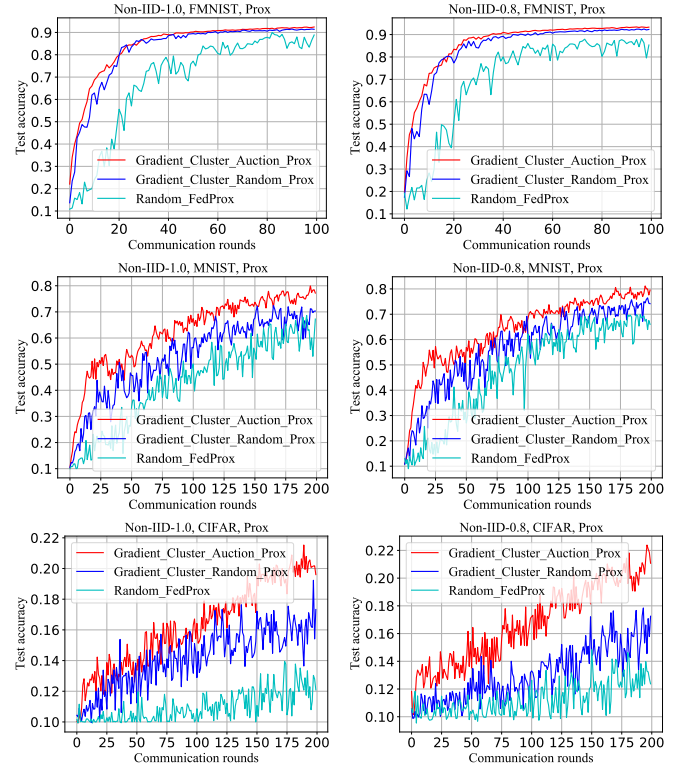 Non-IID-1.0, FMNIST, Prox
Test accuracy
0.9
0.8
0.7
0.6
0.5
0.4
0.3
0.2
0.1
Gradient_Cluster_Auction_Prox
Gradient_Cluster_Random_Prox
Random_FedProx
0 20 40 60 80 100
Communication rounds
Non-IID-0.8, FMNIST, Prox
Test accuracy
0.9
0.8
0.7
0.6
0.5
0.4
0.3
0.2
0.1
Gradient_Cluster_Auction_Prox
Gradient_Cluster_Random_Prox
Random_FedProx
0 20 40 60 80 100
Communication rounds
Non-IID-1.0, MNIST, Prox
Test accuracy
0.8
0.7
0.6
0.5
0.4
0.3
0.2
0.1
Gradient_Cluster_Auction_Prox
Gradient_Cluster_Random_Prox
Random_FedProx
0 25 50 75 100 125 150 175 200
Communication rounds
Non-IID-0.8, MNIST, Prox
Test accuracy
0.8
0.7
0.6
0.5
0.4
0.3
0.2
0.1
Gradient_Cluster_Auction_Prox
Gradient_Cluster_Random_Prox
Random_FedProx
0 25 50 75 100 125 150 175 200
Communication rounds
Non-IID-1.0, CIFAR, Prox
Test accuracy
0.22
0.20
0.18
0.16
0.14
0.12
0.10
Gradient_Cluster_Auction_Prox
Gradient_Cluster_Random_Prox
Random_FedProx
0 25 50 75 100 125 150 175 200
Communication rounds
Non-IID-0.8, CIFAR, Prox
Test accuracy
0.22
0.20
0.18
0.16
0.14
0.12
0.10
Gradient_Cluster_Auction_Prox
Gradient_Cluster_Random_Prox
Random_FedProx
0 25 50 75 100 125 150 175 200
Communication rounds